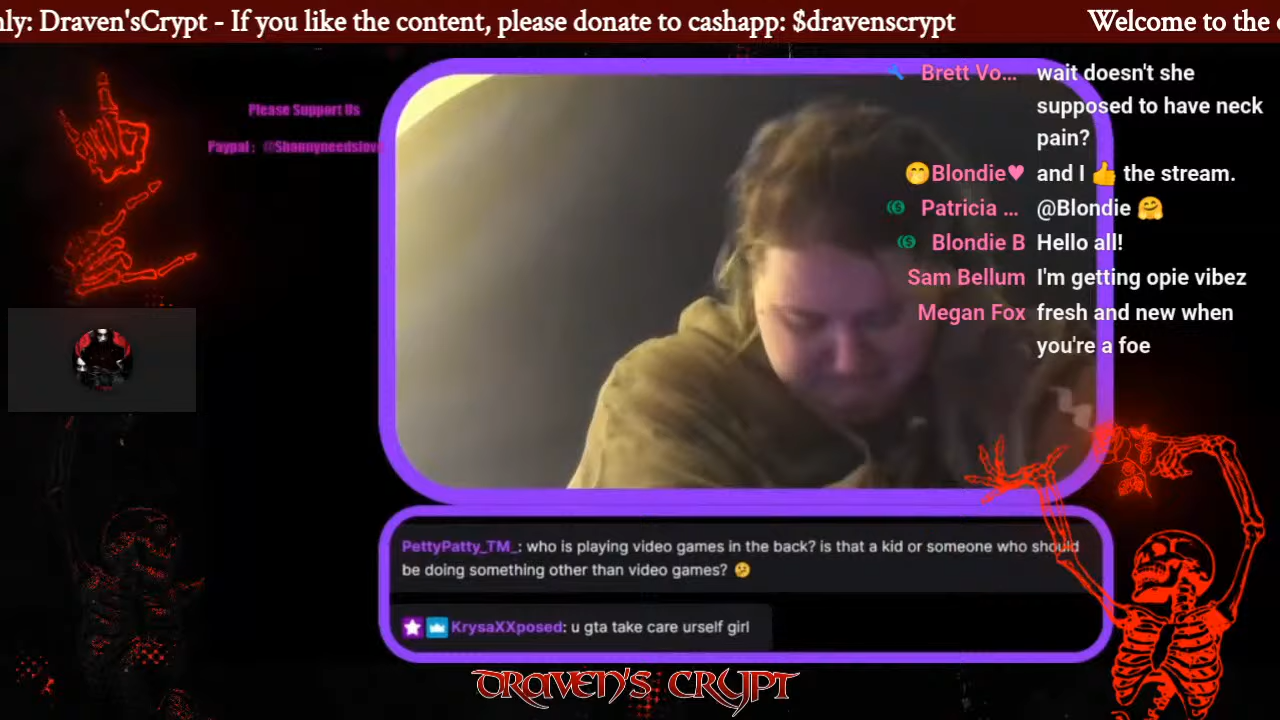 nly: Draven'sCrypt - If you like the content, please donate to cashapp: $dravenscrypt
Welcome to the
Please Support Us
Paypal : @Shannyneedslove
Brett Vo... wait doesn't she
supposed to have neck
pain?
🤭Blondie♥ and I 👍 the stream.
Patricia ... @Blondie 🤗
Blondie B Hello all!
Sam Bellum I'm getting opie vibez
Megan Fox fresh and new when
you're a foe
PettyPatty_TM_: who is playing video games in the back? is that a kid or someone who should
be doing something other than video games? 😕
KrysaXXposed: u gta take care urself girl
DRAVEN'S CRYPT